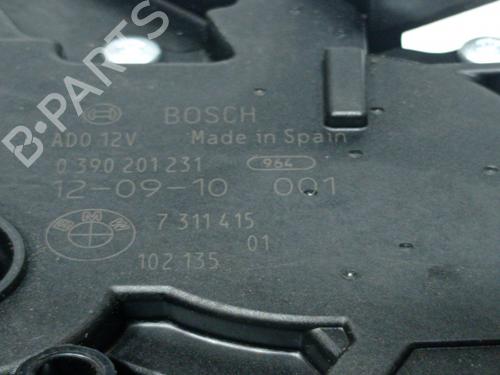 B-PARTS
BOSCH
AD0 12V Made in Spain
0 390 201 231 964
12-09-10 001
BMW
7 311 415
01
102 135